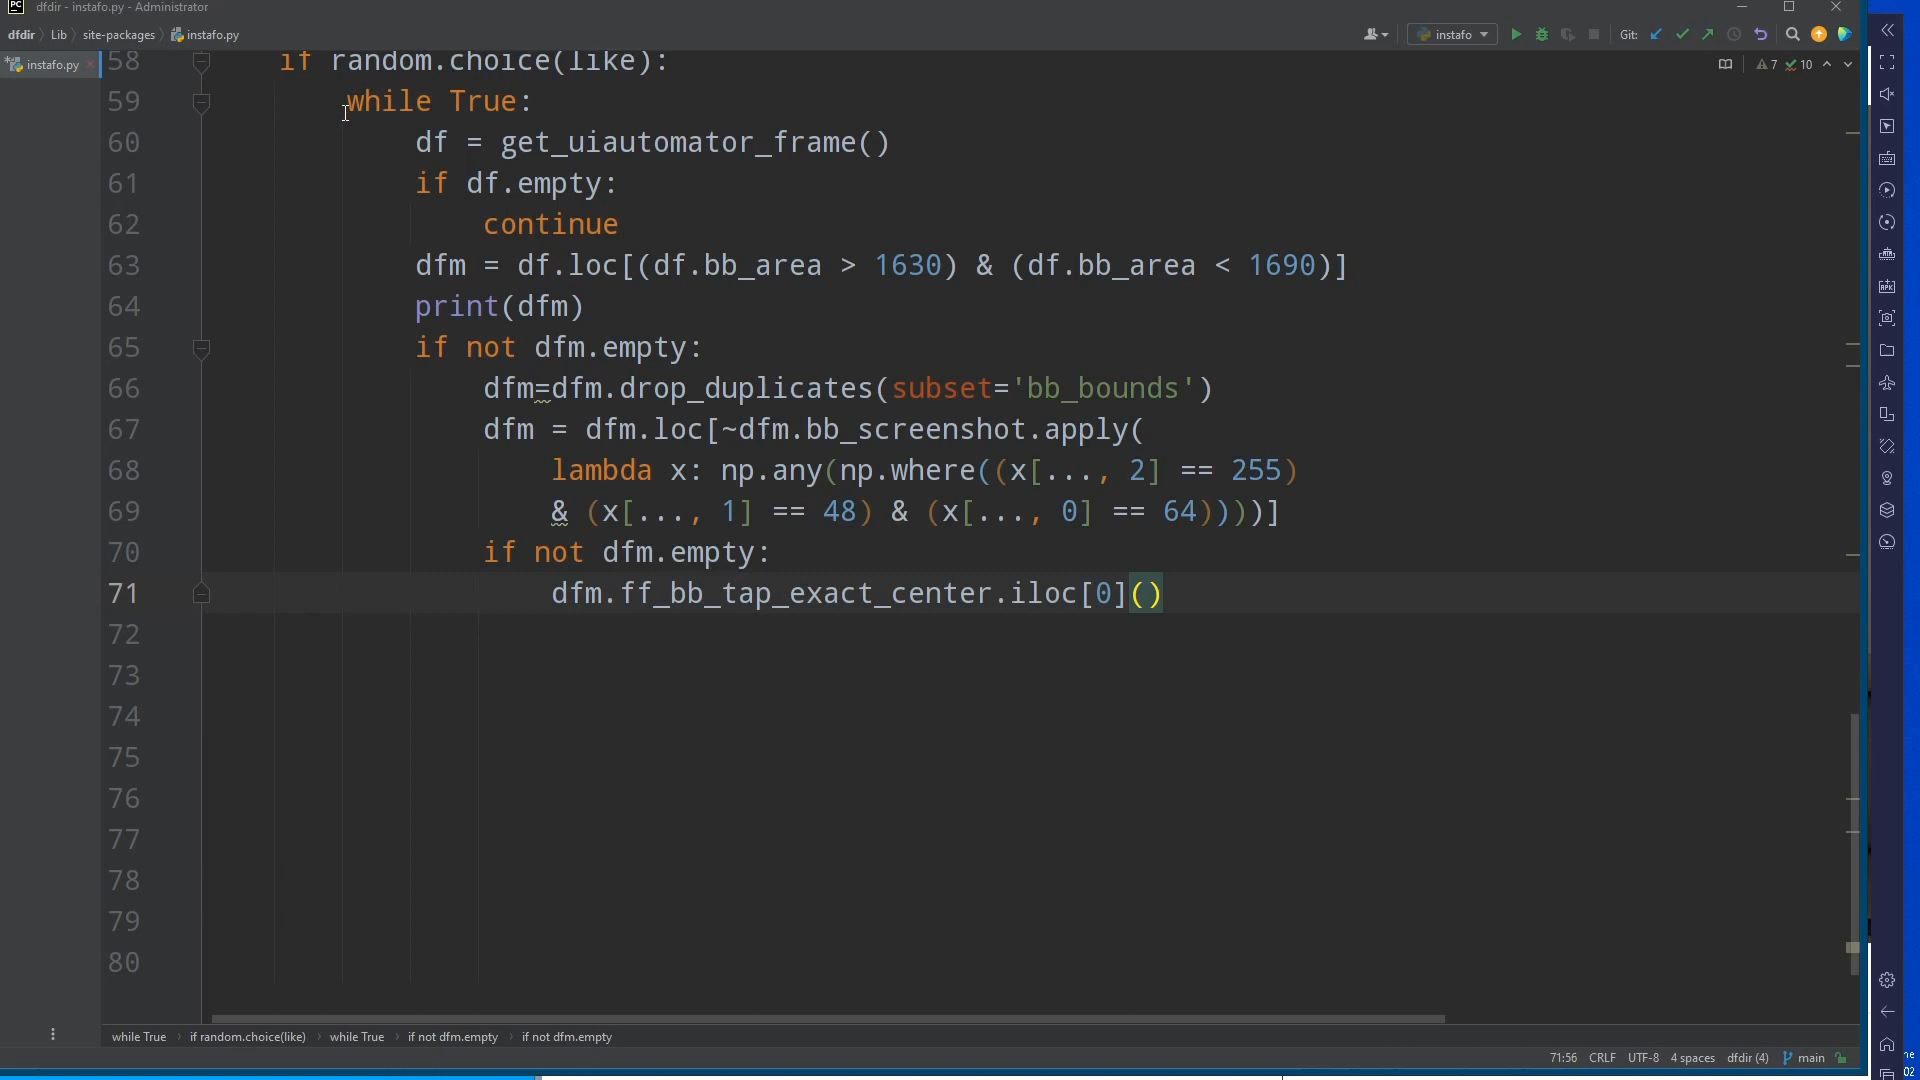 PC dfdir - instafo.py - Administrator
dfdir Lib site-packages instafo.py
instafo Git:
instafo.py
7 10
58 if random.choice(like):
59 while True:
60 df = get_uiautomator_frame()
61 if df.empty:
62 continue
63 dfm = df.loc[(df.bb_area > 1630) & (df.bb_area < 1690)]
64 print(dfm)
65 if not dfm.empty:
66 dfm=dfm.drop_duplicates(subset='bb_bounds')
67 dfm = dfm.loc[~dfm.bb_screenshot.apply(
68 lambda x: np.any(np.where((x[..., 2] == 255)
69 & (x[..., 1] == 48) & (x[..., 0] == 64))))]
70 if not dfm.empty:
71 dfm.ff_bb_tap_exact_center.iloc[0]()
72
73
74
75
76
77
78
79
80
while True if random.choice(like) while True if not dfm.empty if not dfm.empty
71:56 CRLF UTF-8 4 spaces dfdir (4) main
APK
ne
02